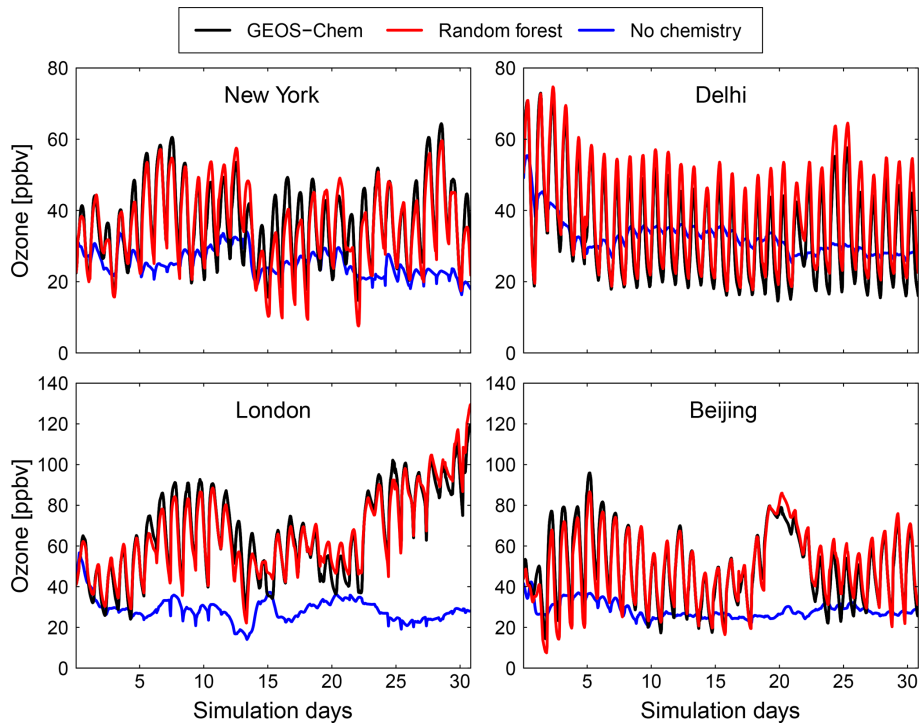 GEOS−Chem Random forest No chemistry
New York
Delhi
Ozone [ppbv]
80
60
40
20
0
80
60
40
20
0
London
Beijing
Ozone [ppbv]
140
120
100
80
60
40
20
0
140
120
100
80
60
40
20
0
5 10 15 20 25 30
5 10 15 20 25 30
Simulation days
Simulation days